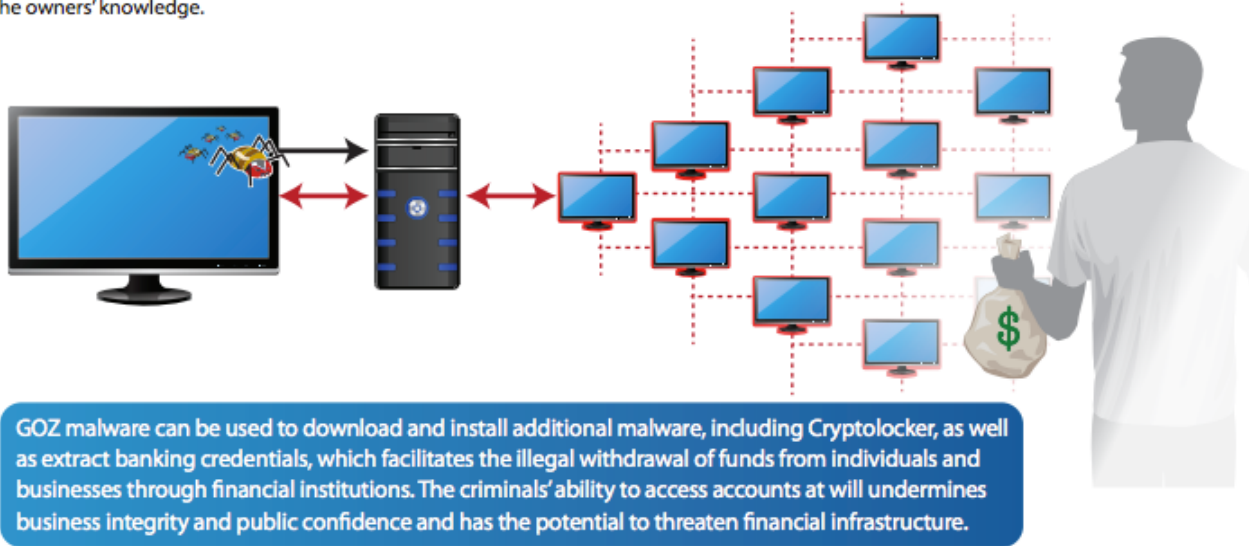 he owners' knowledge.
$
GOZ malware can be used to download and install additional malware, including Cryptolocker, as well
as extract banking credentials, which facilitates the illegal withdrawal of funds from individuals and
businesses through financial institutions. The criminals' ability to access accounts at will undermines
business integrity and public confidence and has the potential to threaten financial infrastructure.